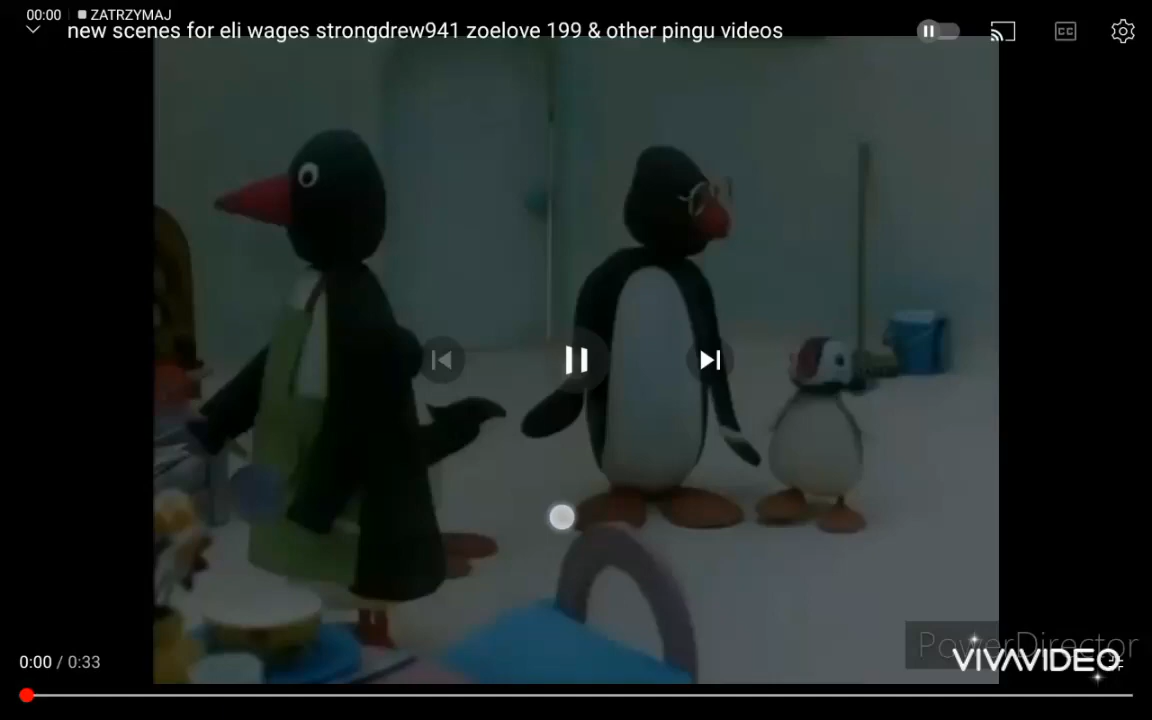 00:00 ZATRZYMAJ
new scenes for eli wages strongdrew941 zoelove 199 & other pingu videos
CC
0:00 / 0:33
PowerDirector
VIVAVIDEO